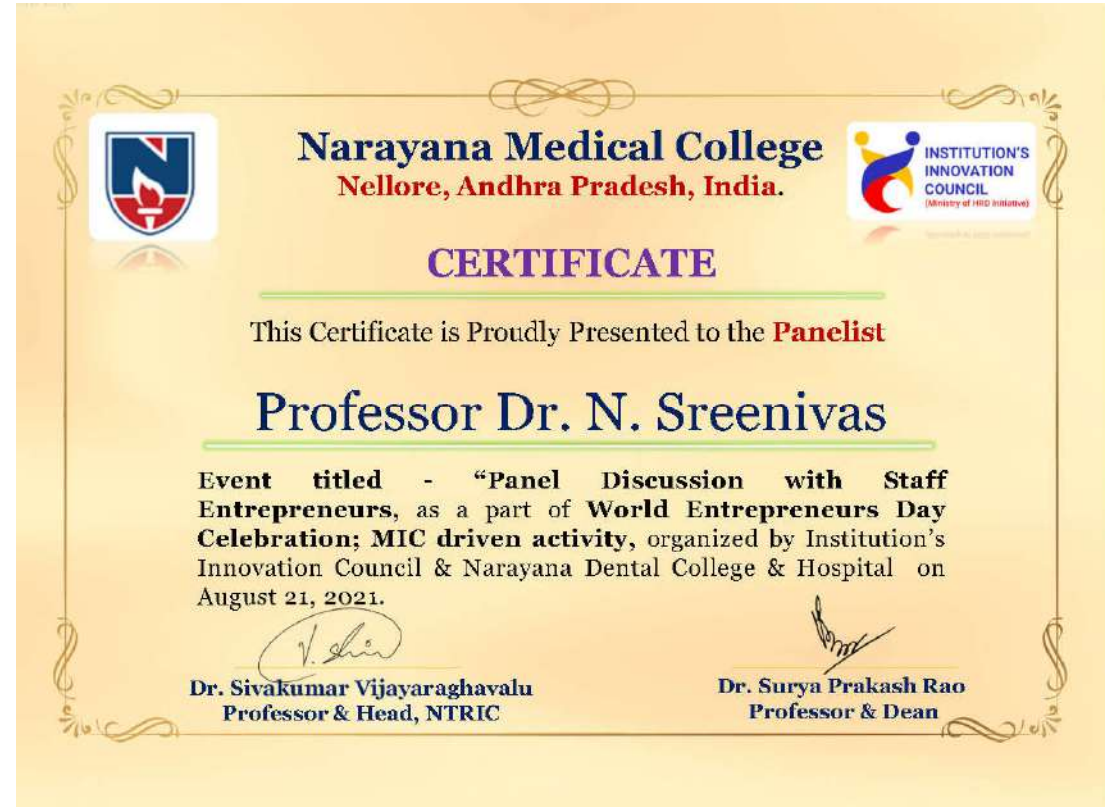 Narayana Medical College
Nellore, Andhra Pradesh, India.
INSTITUTION'S
INNOVATION
COUNCIL
(Ministry of HRD Initiative)
CERTIFICATE
This Certificate is Proudly Presented to the Panelist
Professor Dr. N. Sreenivas
Event titled - “Panel Discussion with Staff
Entrepreneurs, as a part of World Entrepreneurs Day
Celebration; MIC driven activity, organized by Institution’s
Innovation Council & Narayana Dental College & Hospital on
August 21, 2021.
Dr. Sivakumar Vijayaraghavalu
Professor & Head, NTRIC
Dr. Surya Prakash Rao
Professor & Dean